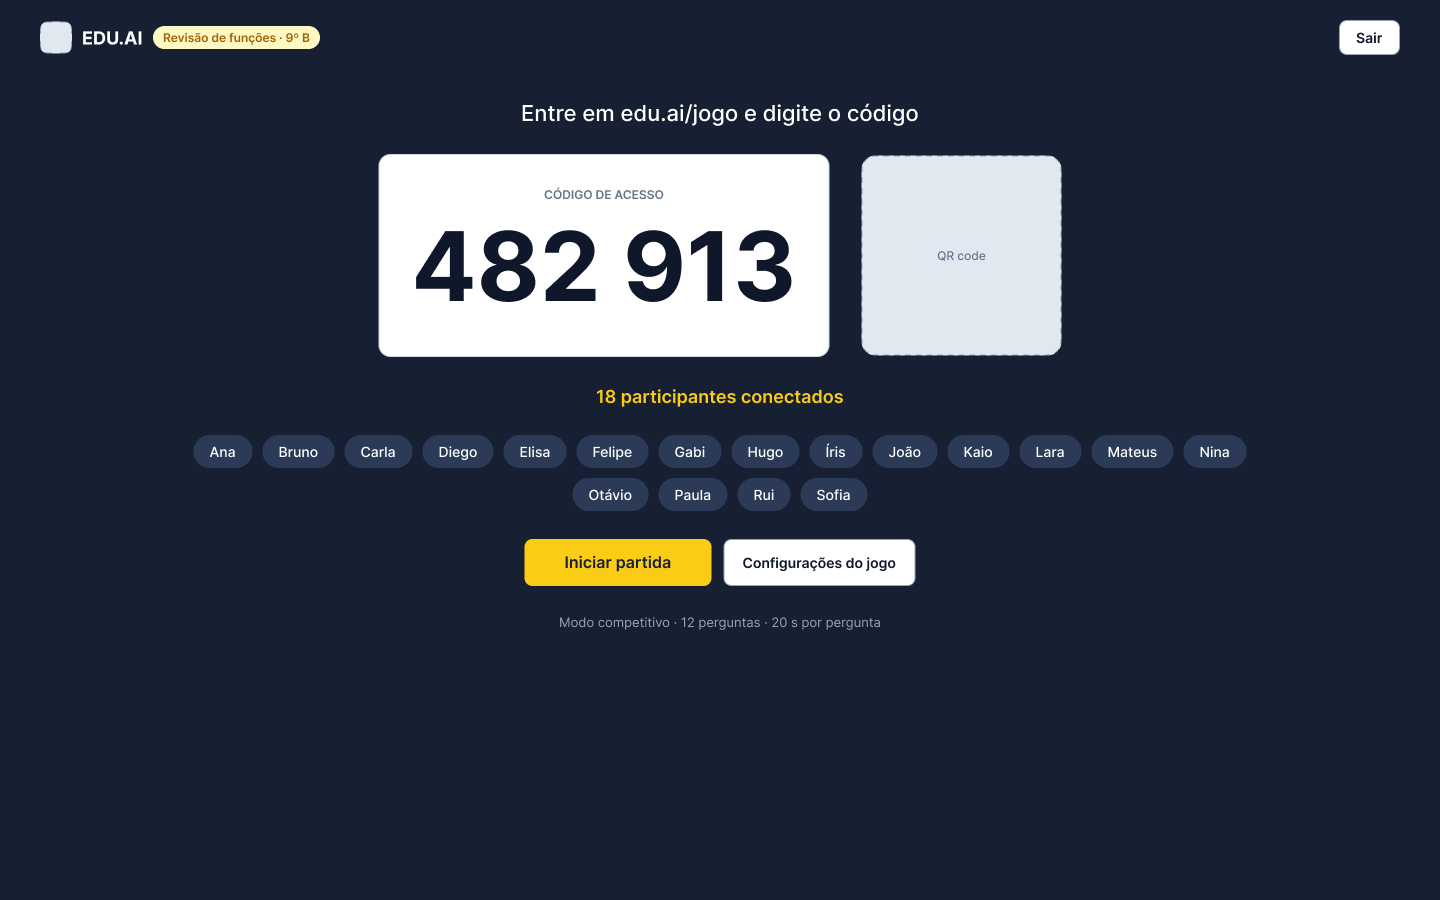 EDU.AI Revisão de funções · 9º B Sair
Entre em edu.ai/jogo e digite o código
CÓDIGO DE ACESSO
482 913
QR code
18 participantes conectados
Ana Bruno Carla Diego Elisa Felipe Gabi Hugo Íris João Kaio Lara Mateus Nina
Otávio Paula Rui Sofia
Iniciar partida Configurações do jogo
Modo competitivo · 12 perguntas · 20 s por pergunta